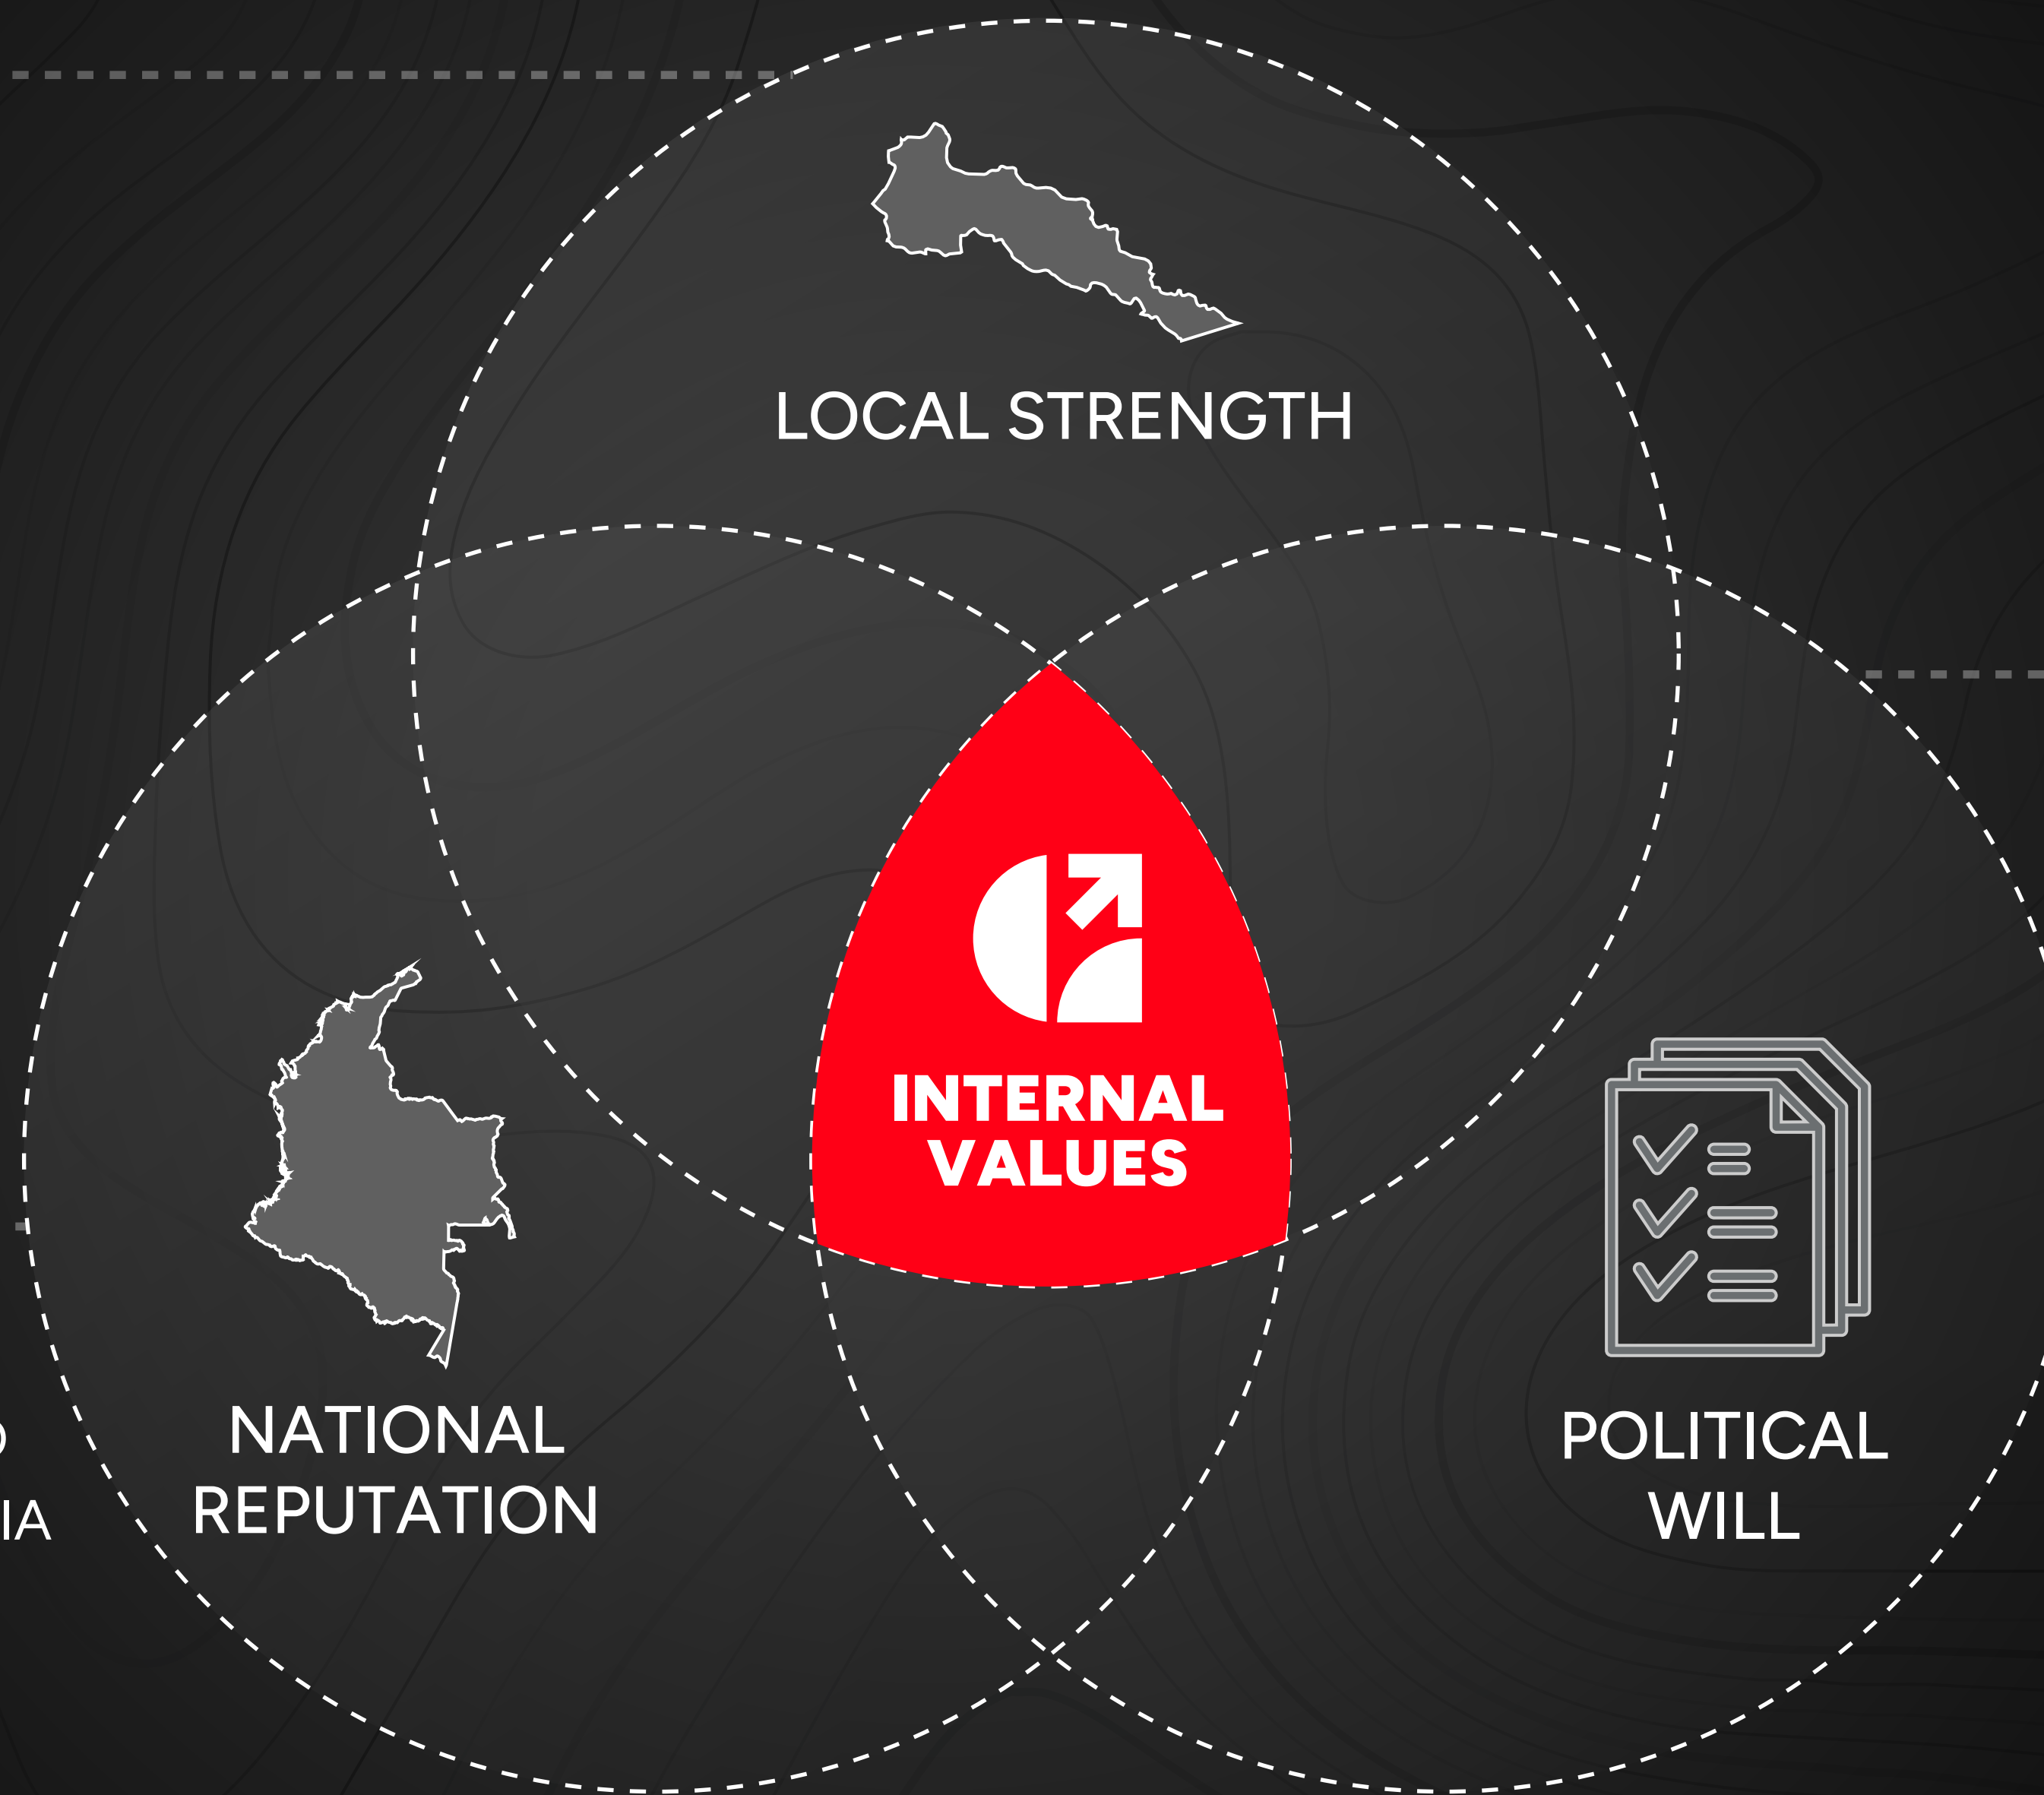 LOCAL STRENGTH
INTERNAL
VALUES
NATIONAL
REPUTATION
POLITICAL
WILL
IA